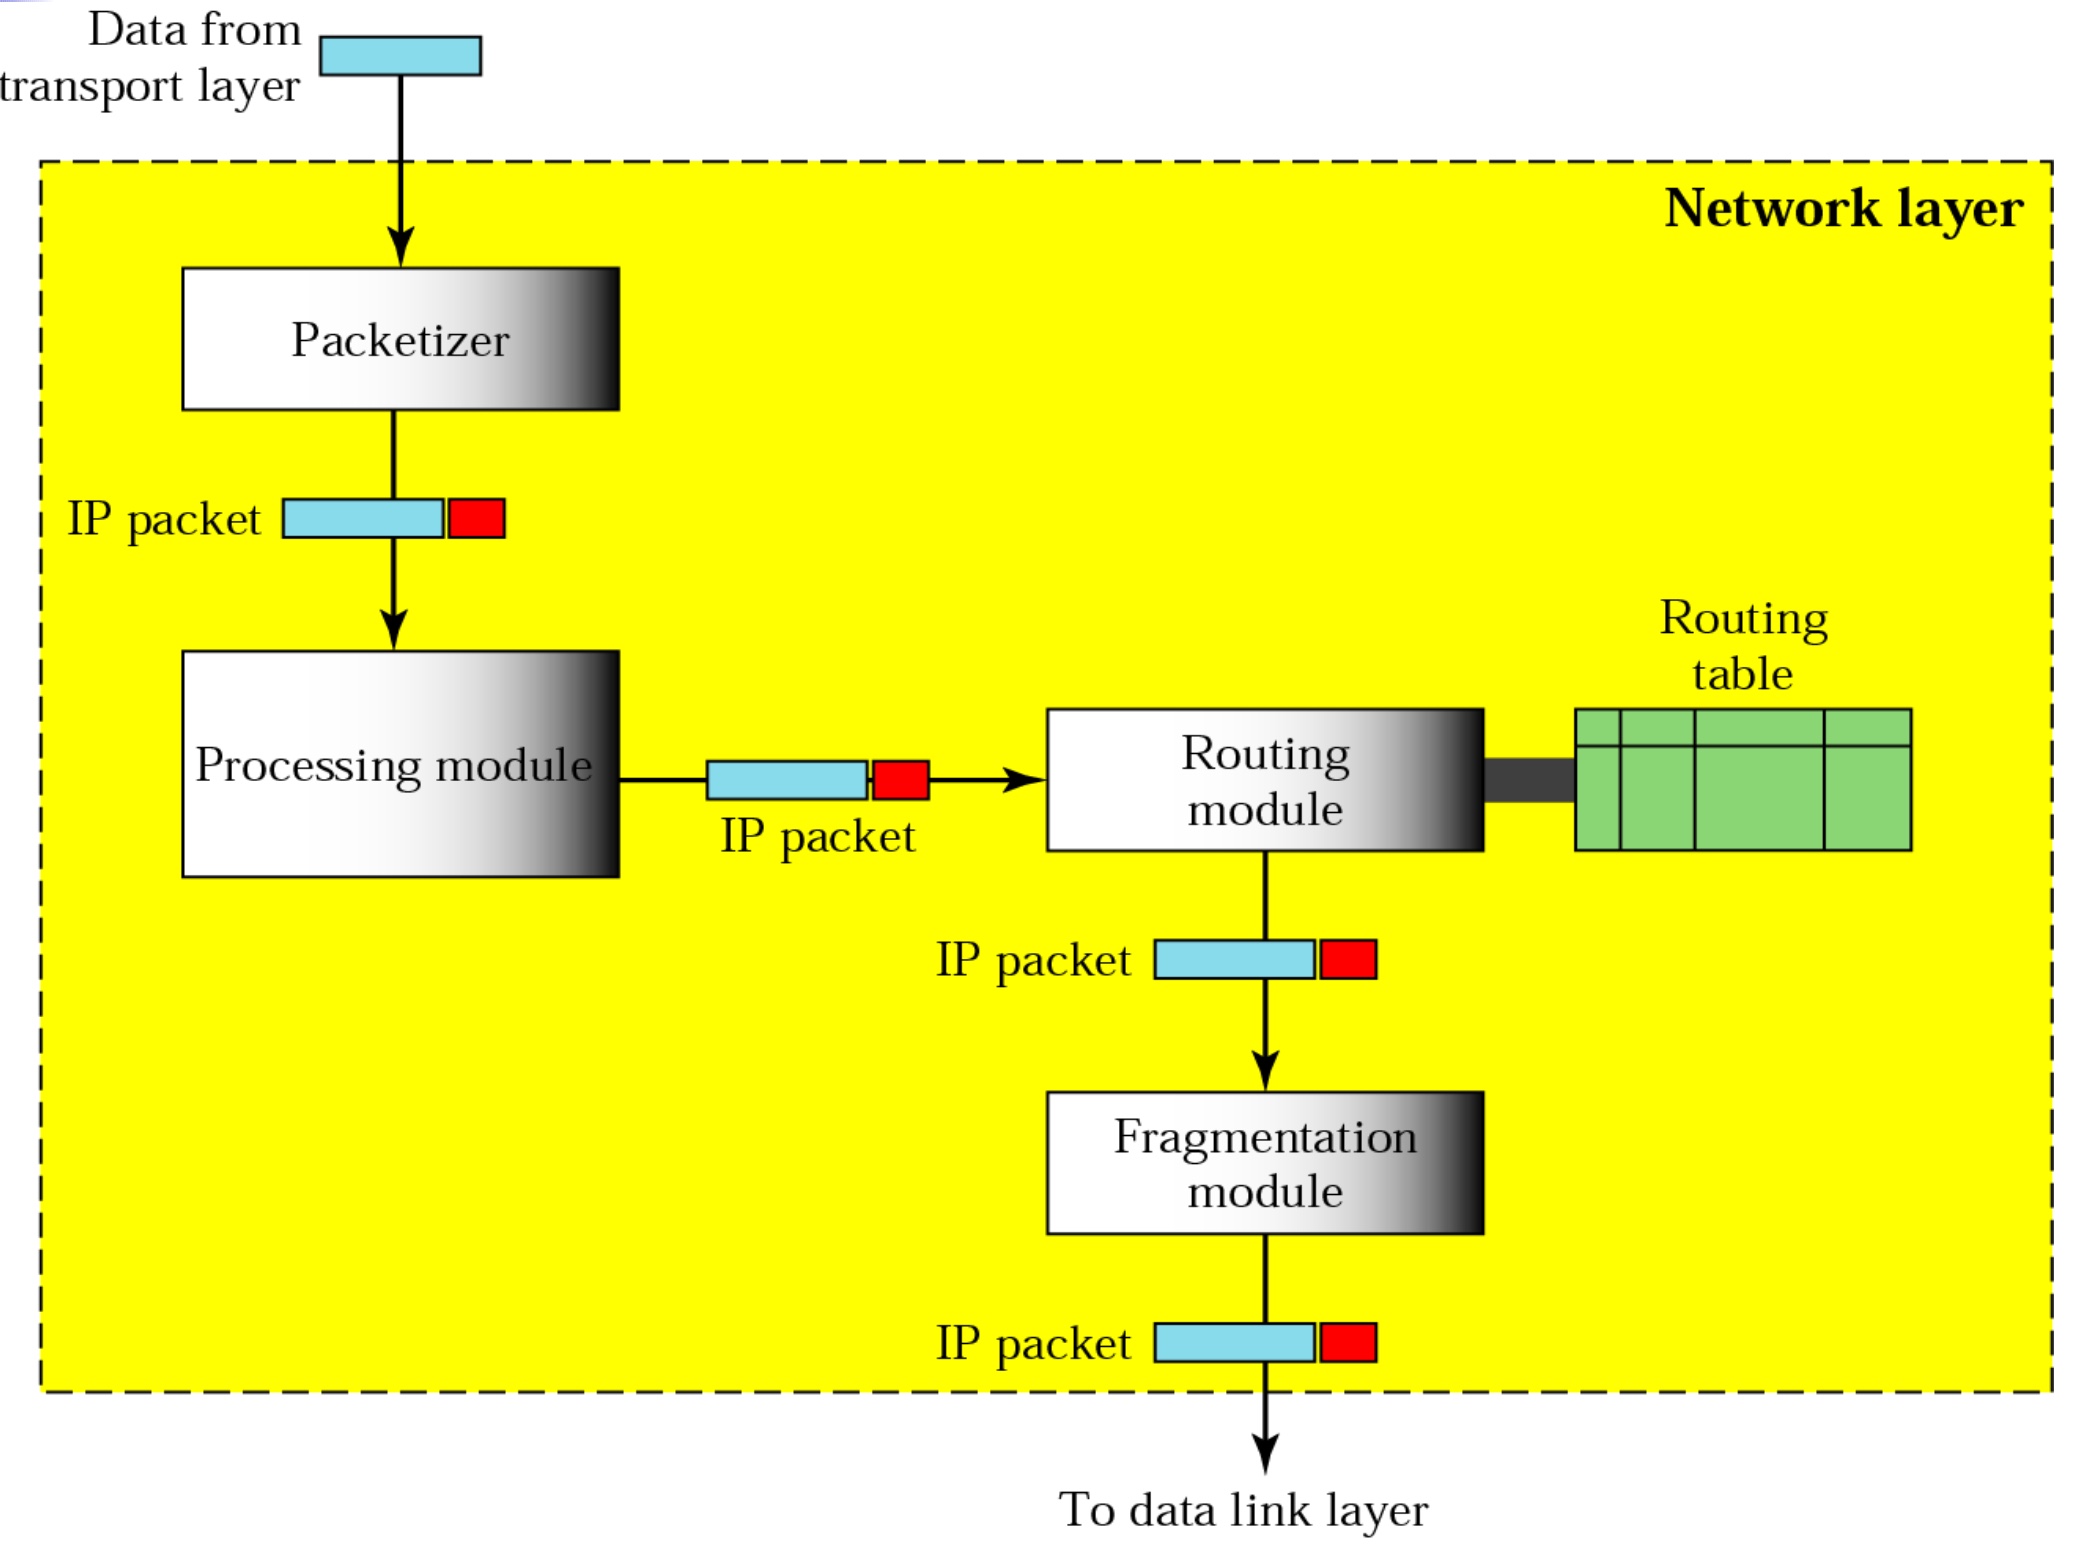 Data from
transport layer
Network layer
Packetizer
IP packet
Routing
table
Processing module
Routing
module
IP packet
IP packet
Fragmentation
module
IP packet
To data link layer